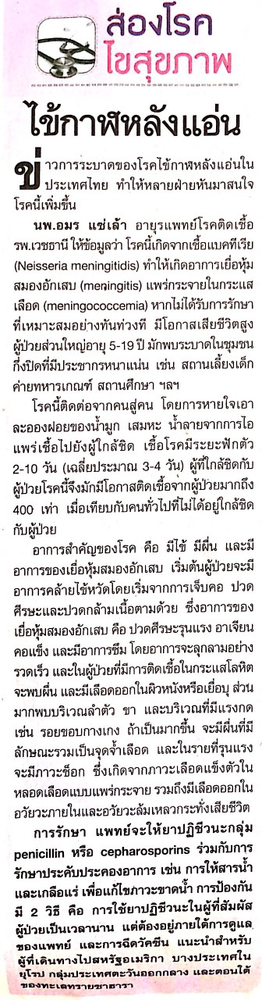 ส่องโรค
ไขสุขภาพ
ไข้กาฬหลังแอ่น
ข่าวการระบาดของโรคไข้กาฬหลังแอ่นใน
ประเทศไทย ทำให้หลายฝ่ายหันมาสนใจ
โรคนี้เพิ่มขึ้น
นพ.อมร แซ่เล้า อายุรแพทย์โรคติดเชื้อ
รพ.เวชธานี ให้ข้อมูลว่า โรคนี้เกิดจากเชื้อแบคทีเรีย
(Neisseria meningitidis) ทำให้เกิดอาการเยื่อหุ้ม
สมองอักเสบ (meningitis) แพร่กระจายในกระแส
เลือด (meningococcemia) หากไม่ได้รับการรักษา
ที่เหมาะสมอย่างทันท่วงที มีโอกาสเสียชีวิตสูง
ผู้ป่วยส่วนใหญ่อายุ 5-19 ปี มักพบระบาดในชุมชน
กึ่งปิดที่มีประชากรหนาแน่น เช่น สถานเลี้ยงเด็ก
ค่ายทหารเกณฑ์ สถานศึกษา ฯลฯ
โรคนี้ติดต่อจากคนสู่คน โดยการหายใจเอา
ละอองฝอยของน้ำมูก เสมหะ น้ำลายจากการไอ
แพร่เชื้อไปยังผู้ใกล้ชิด เชื้อโรคมีระยะฟักตัว
2-10 วัน (เฉลี่ยประมาณ 3-4 วัน) ผู้ที่ใกล้ชิดกับ
ผู้ป่วยโรคนี้จึงมักมีโอกาสติดเชื้อจากผู้ป่วยมากถึง
400 เท่า เมื่อเทียบกับคนทั่วไปที่ไม่ได้อยู่ใกล้ชิด
กับผู้ป่วย
อาการสำคัญของโรค คือ มีไข้ มีผื่น และมี
อาการของเยื่อหุ้มสมองอักเสบ เริ่มต้นผู้ป่วยจะมี
อาการคล้ายไข้หวัดโดยเริ่มจากการเจ็บคอ ปวด
ศีรษะและปวดกล้ามเนื้อตามด้วย ซึ่งอาการของ
เยื่อหุ้มสมองอักเสบ คือ ปวดศีรษะรุนแรง อาเจียน
คอแข็ง และมีอาการซึม โดยอาการจะลุกลามอย่าง
รวดเร็ว และในผู้ป่วยที่มีการติดเชื้อในกระแสโลหิต
จะพบผื่น และมีเลือดออกในผิวหนังหรือเยื่อบุ ส่วน
มากพบบริเวณลำตัว ขา และบริเวณที่มีแรงกด
เช่น รอยขอบกางเกง ถ้าเป็นมากขึ้น จะมีผื่นที่มี
ลักษณะรวมเป็นจุดจ้ำเลือด และในรายที่รุนแรง
จะมีภาวะช็อก ซึ่งเกิดจากภาวะเลือดแข็งตัวใน
หลอดเลือดแบบแพร่กระจาย รวมถึงมีเลือดออกใน
อวัยวะภายในและอวัยวะล้มเหลวกระทั่งเสียชีวิต
การรักษา แพทย์จะให้ยาปฏิชีวนะกลุ่ม
penicillin หรือ cepharosporins ร่วมกับการ
รักษาประคับประคองอาการ เช่น การให้สารน้ำ
และเกลือแร่ เพื่อแก้ไขภาวะขาดน้ำ การป้องกัน
มี 2 วิธี คือ การใช้ยาปฏิชีวนะในผู้ที่สัมผัส
ผู้ป่วยเป็นเวลานาน แต่ต้องอยู่ภายใต้การดูแล
ของแพทย์ และการฉีดวัคซีน แนะนำสำหรับ
ผู้ที่เดินทางไปสหรัฐอเมริกา บางประเทศใน
ยุโรป กลุ่มประเทศตะวันออกกลาง และตอนใต้
ของทะเลทรายซาฮารา